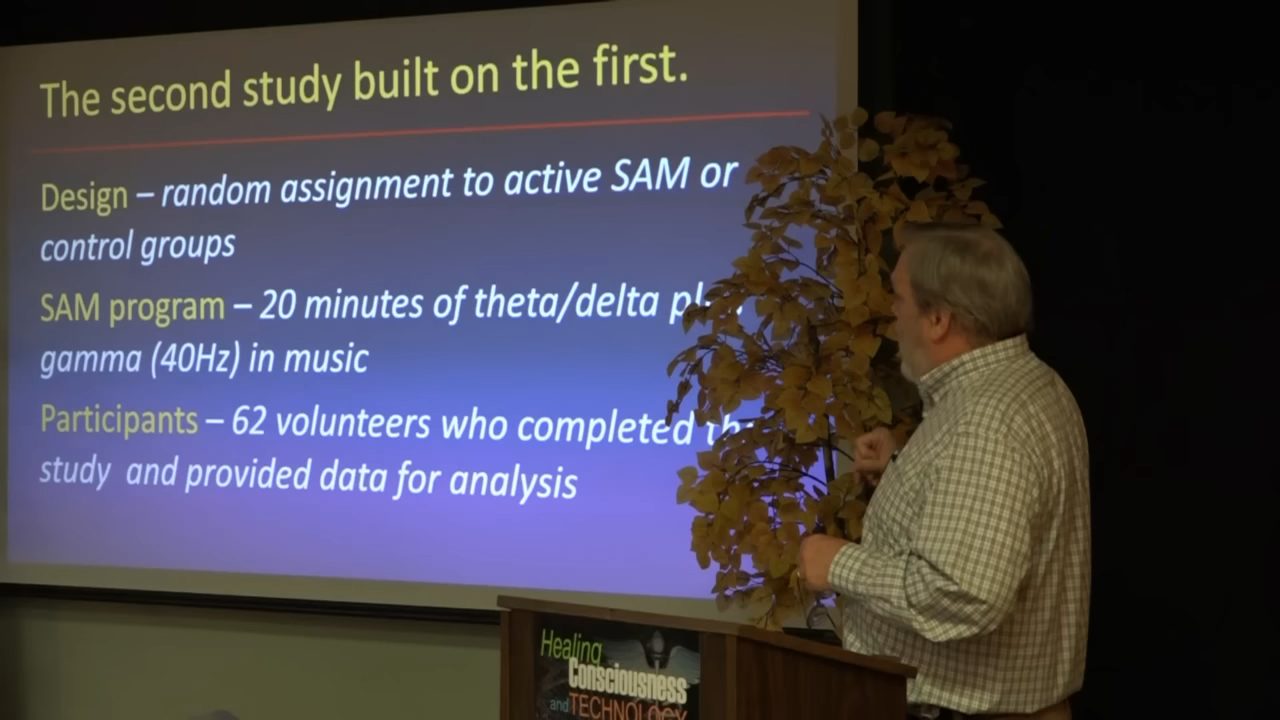 The second study built on the first.
Design – random assignment to active SAM or
control groups
SAM program – 20 minutes of theta/delta
gamma (40Hz) in music
Participants – 62 volunteers who completed
study and provided data for analysis
Healing
Consciousness
and TECHNOLOGY